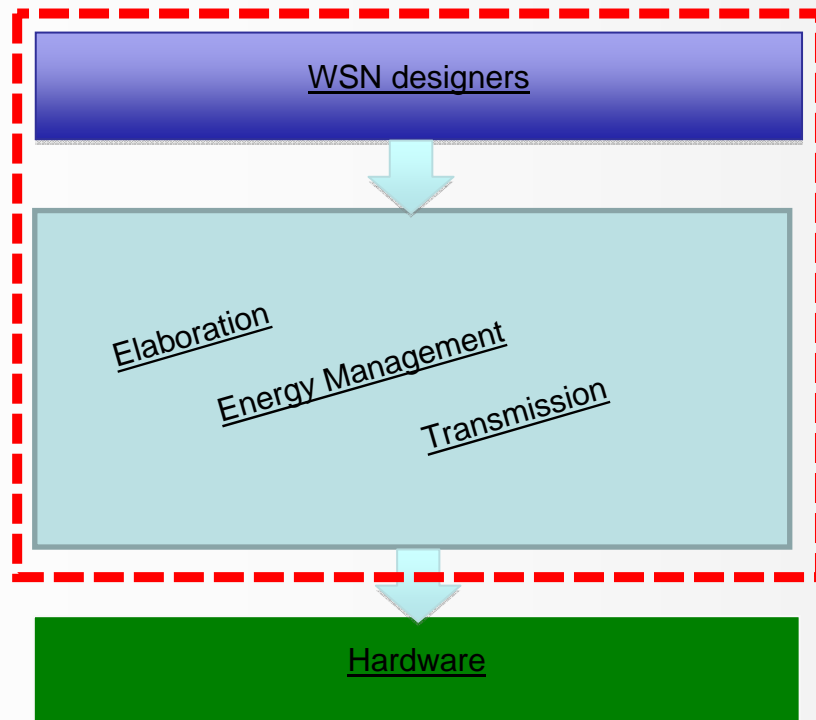 WSN designers
Elaboration
Energy Management
Transmission
Hardware